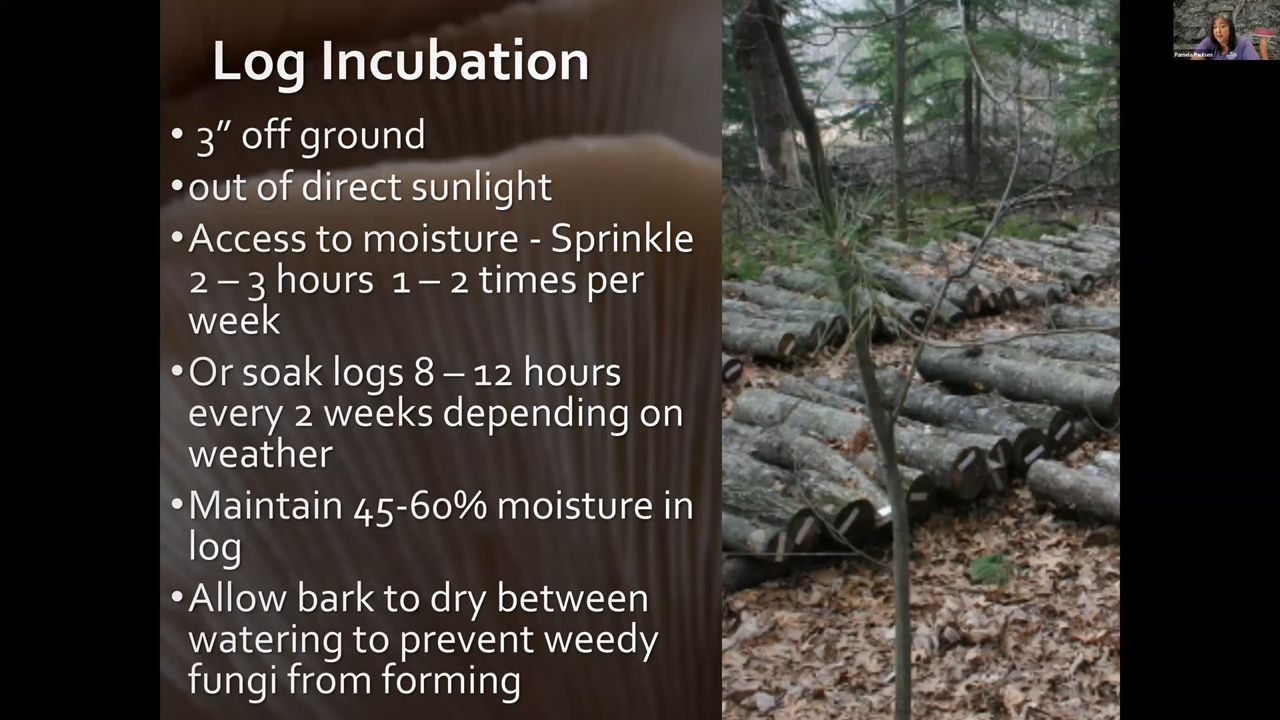 Log Incubation
• 3” off ground
•out of direct sunlight
•Access to moisture - Sprinkle
2 – 3 hours  1 – 2 times per
week
•Or soak logs 8 – 12 hours
every 2 weeks depending on
weather
•Maintain 45-60% moisture in
log
•Allow bark to dry between
watering to prevent weedy
fungi from forming
Pamela Paulsen